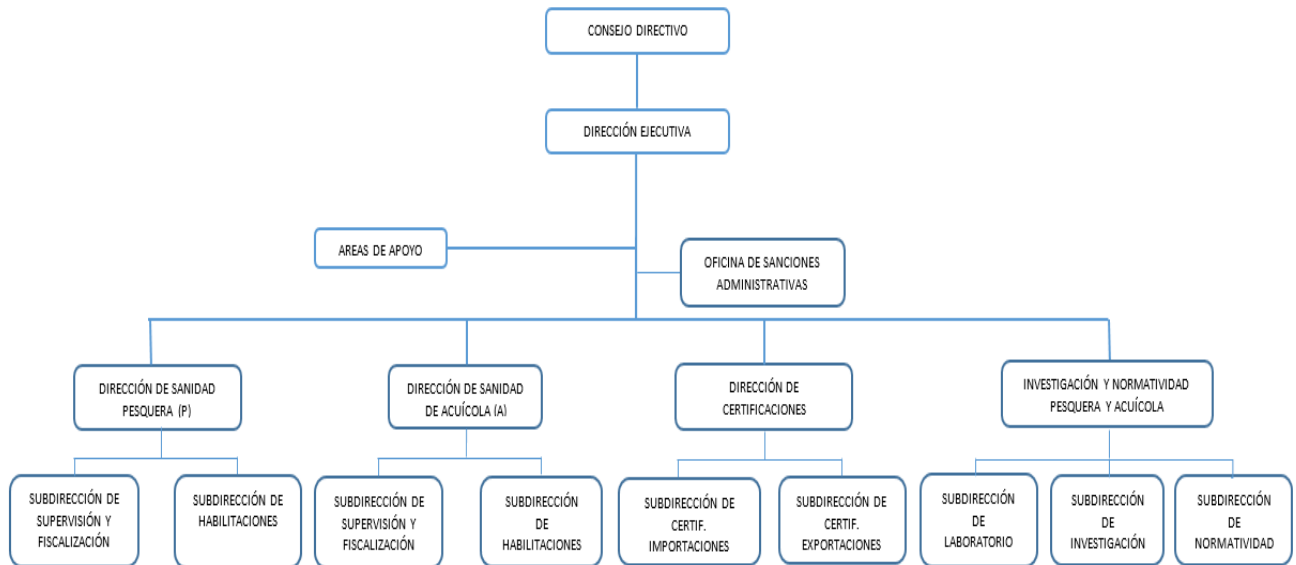 CONSEJO DIRECTIVO
DIRECCIÓN EJECUTIVA
AREAS DE APOYO
OFICINA DE SANCIONES
ADMINISTRATIVAS
DIRECCIÓN DE SANIDAD
PESQUERA (P)
DIRECCIÓN DE SANIDAD
DE ACUÍCOLA (A)
DIRECCIÓN DE
CERTIFICACIONES
INVESTIGACIÓN Y NORMATIVIDAD
PESQUERA Y ACUÍCOLA
SUBDIRECCIÓN DE
SUPERVISIÓN Y
FISCALIZACIÓN
SUBDIRECCIÓN DE
HABILITACIONES
SUBDIRECCIÓN DE
SUPERVISIÓN Y
FISCALIZACIÓN
SUBDIRECCIÓN
DE
HABILITACIONES
SUBDIRECCIÓN DE
CERTIF.
IMPORTACIONES
SUBDIRECCIÓN DE
CERTIF.
EXPORTACIONES
SUBDIRECCIÓN
DE
LABORATORIO
SUBDIRECCIÓN
DE
INVESTIGACIÓN
SUBDIRECCIÓN
DE
NORMATIVIDAD